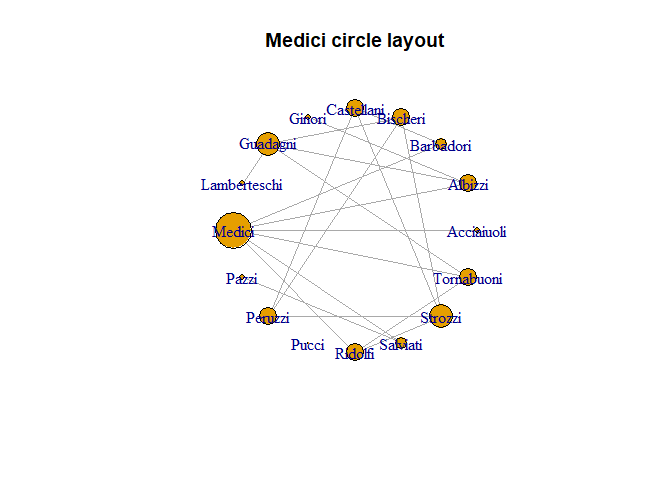 Medici circle layout
Castellani
Ginori
Bischeri
Guadagni
Barbadori
Lamberteschi
Albizzi
Medici
Acciaiuoli
Pazzi
Tornabuoni
Peruzzi
Strozzi
Pucci
Ridolfi
Salviati